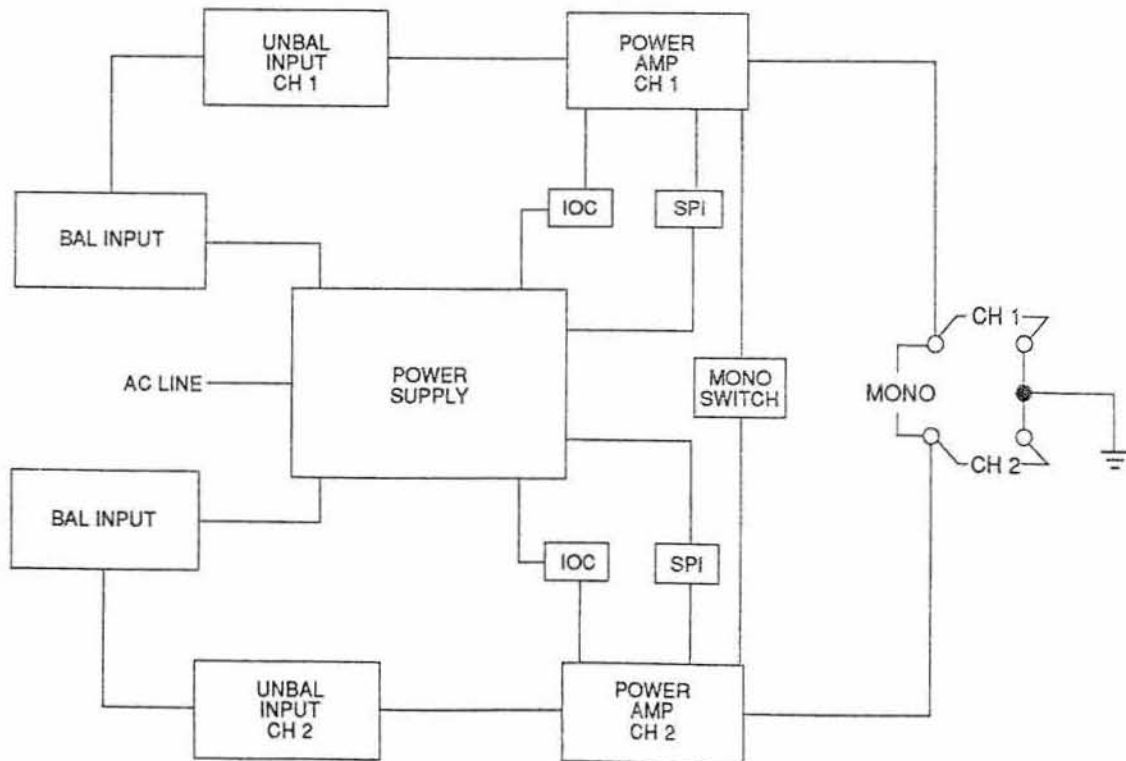 UNBAL
INPUT
CH 1
POWER
AMP
CH 1
IOC
SPI
BAL INPUT
CH 1
AC LINE
POWER
SUPPLY
MONO
SWITCH
MONO
CH 2
BAL INPUT
IOC
SPI
UNBAL
INPUT
CH 2
POWER
AMP
CH 2